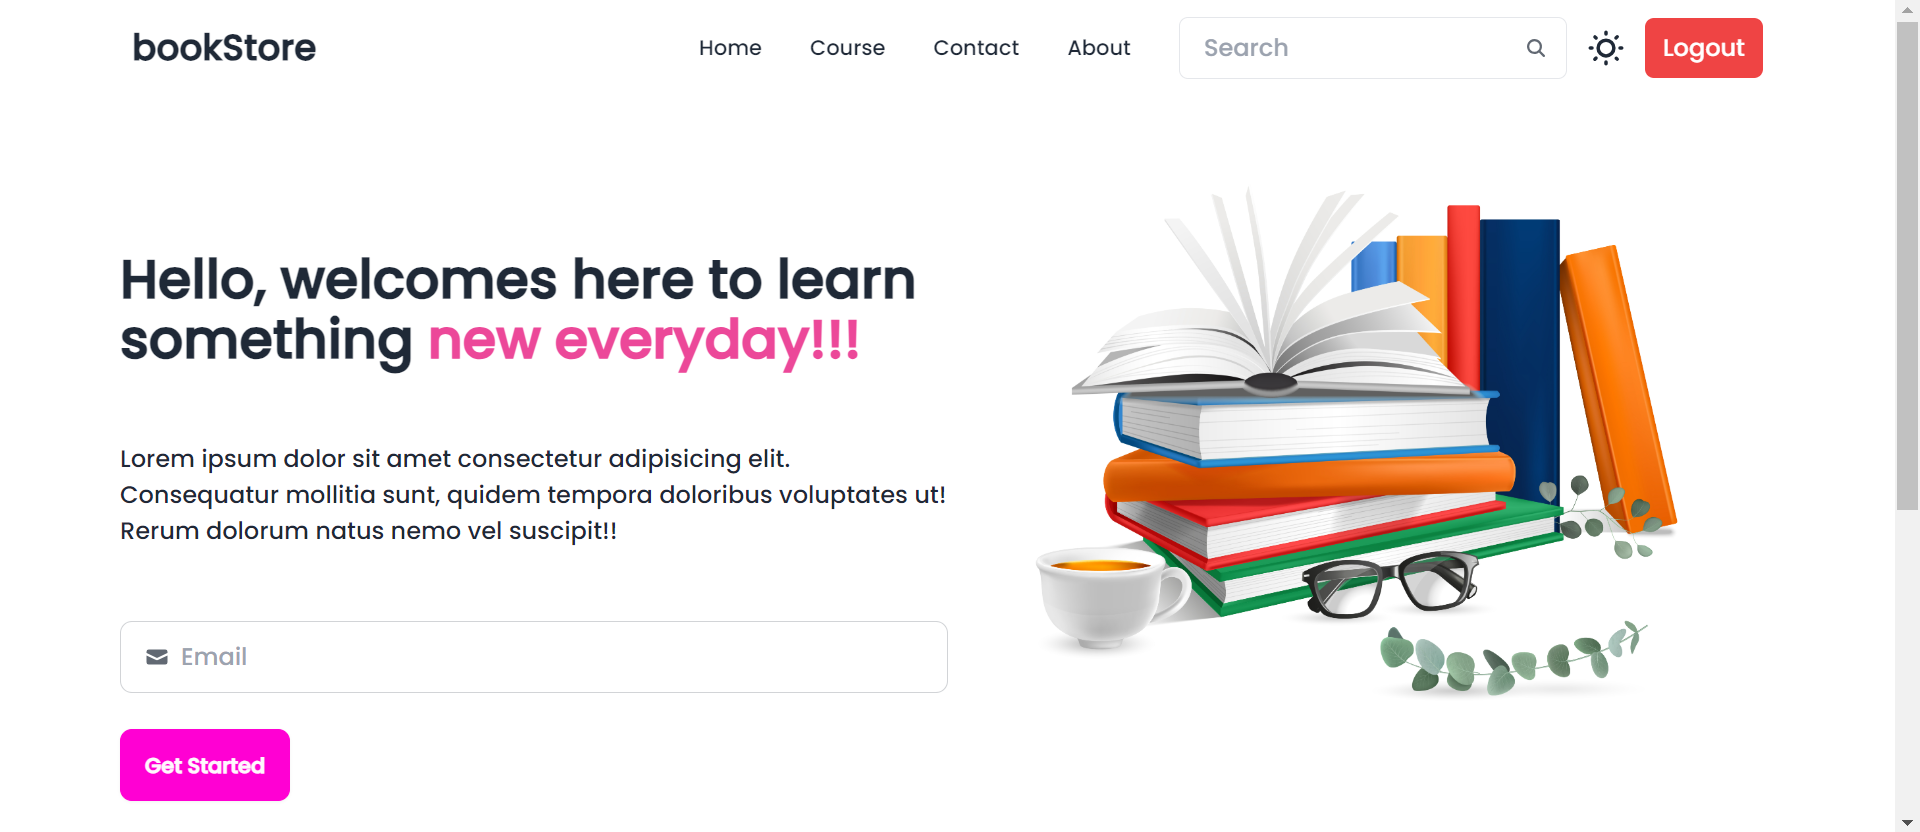 bookStore
Home
Course
Contact
About
Search
Logout
Hello, welcomes here to learn
something new everyday!!!
Lorem ipsum dolor sit amet consectetur adipisicing elit.
Consequatur mollitia sunt, quidem tempora doloribus voluptates ut!
Rerum dolorum natus nemo vel suscipit!!
Email
Get Started